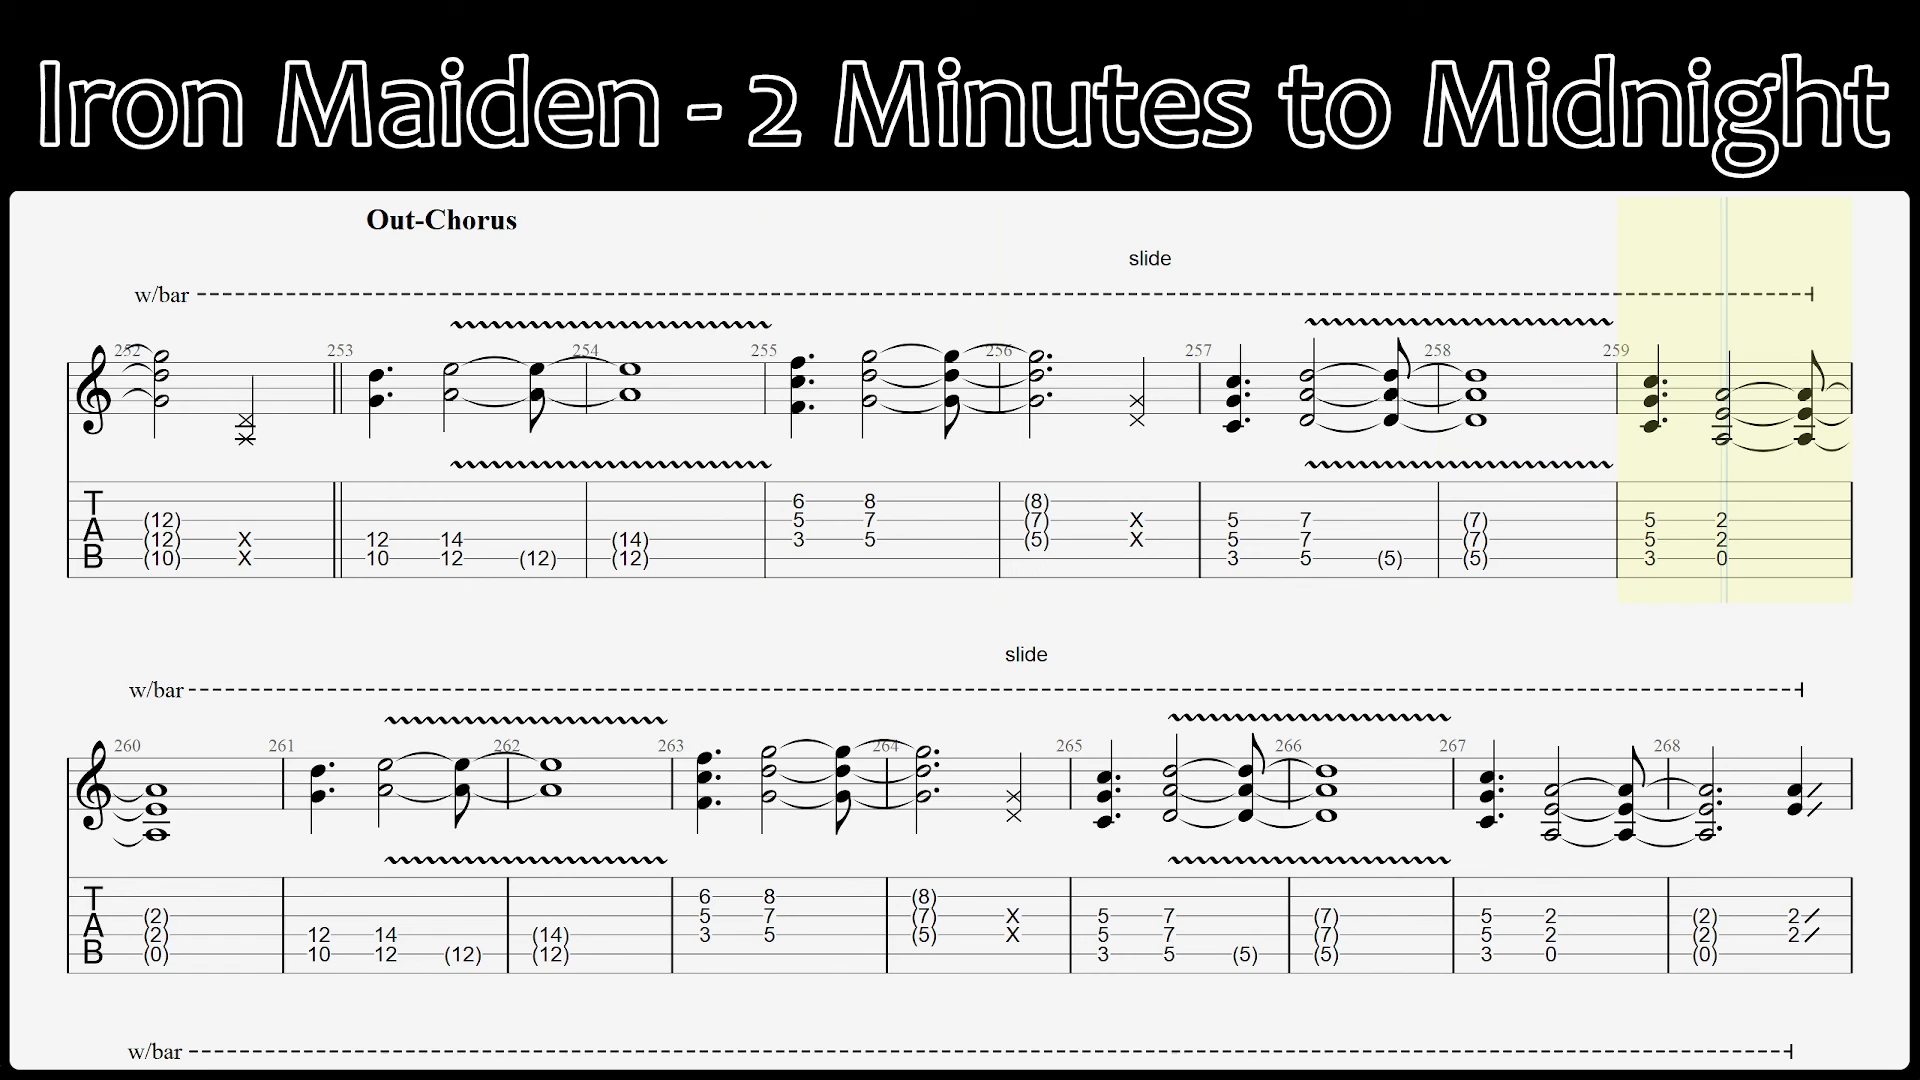 Iron Maiden - 2 Minutes to Midnight
Out-Chorus
slide
w/bar
252 253 254 255 256 257 258 259
T 6 8 (8)
(12) 5 7 (7) X 5 7 (7) 5 2
A (12) X 12 14 (14) 3 5 (5) X 5 7 (7) 5 2
B (10) X 10 12 (12) (12) 3 5 (5) (5) 3 0
slide
w/bar
260 261 262 263 264 265 266 267 268
T 6 8 (8)
(2) 5 7 (7) X 5 7 (7) 5 2 (2) 2
A (2) 12 14 (14) 3 5 (5) X 5 7 (7) 5 2 (2) 2
B (0) 10 12 (12) (12) 3 5 (5) (5) 3 0 (0)
w/bar